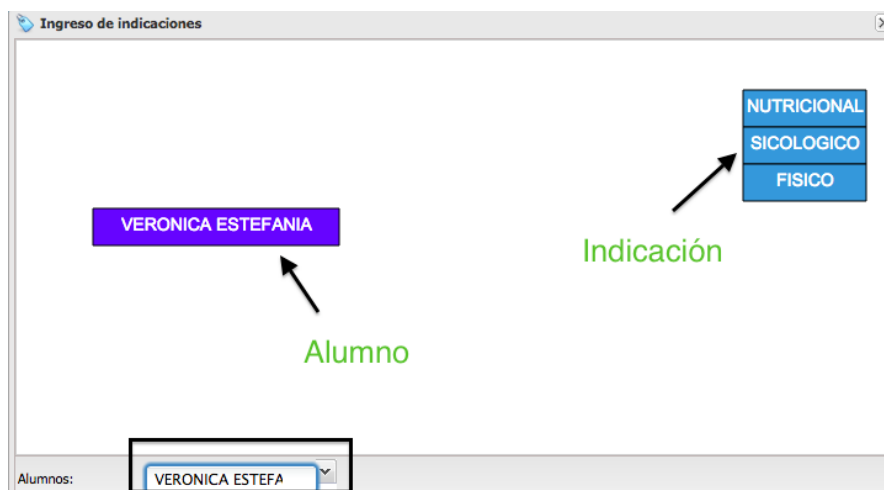 Ingreso de indicaciones
NUTRICIONAL
SICOLOGICO
FISICO
VERONICA ESTEFANIA
Indicación
Alumno
Alumnos:
VERONICA ESTEFA